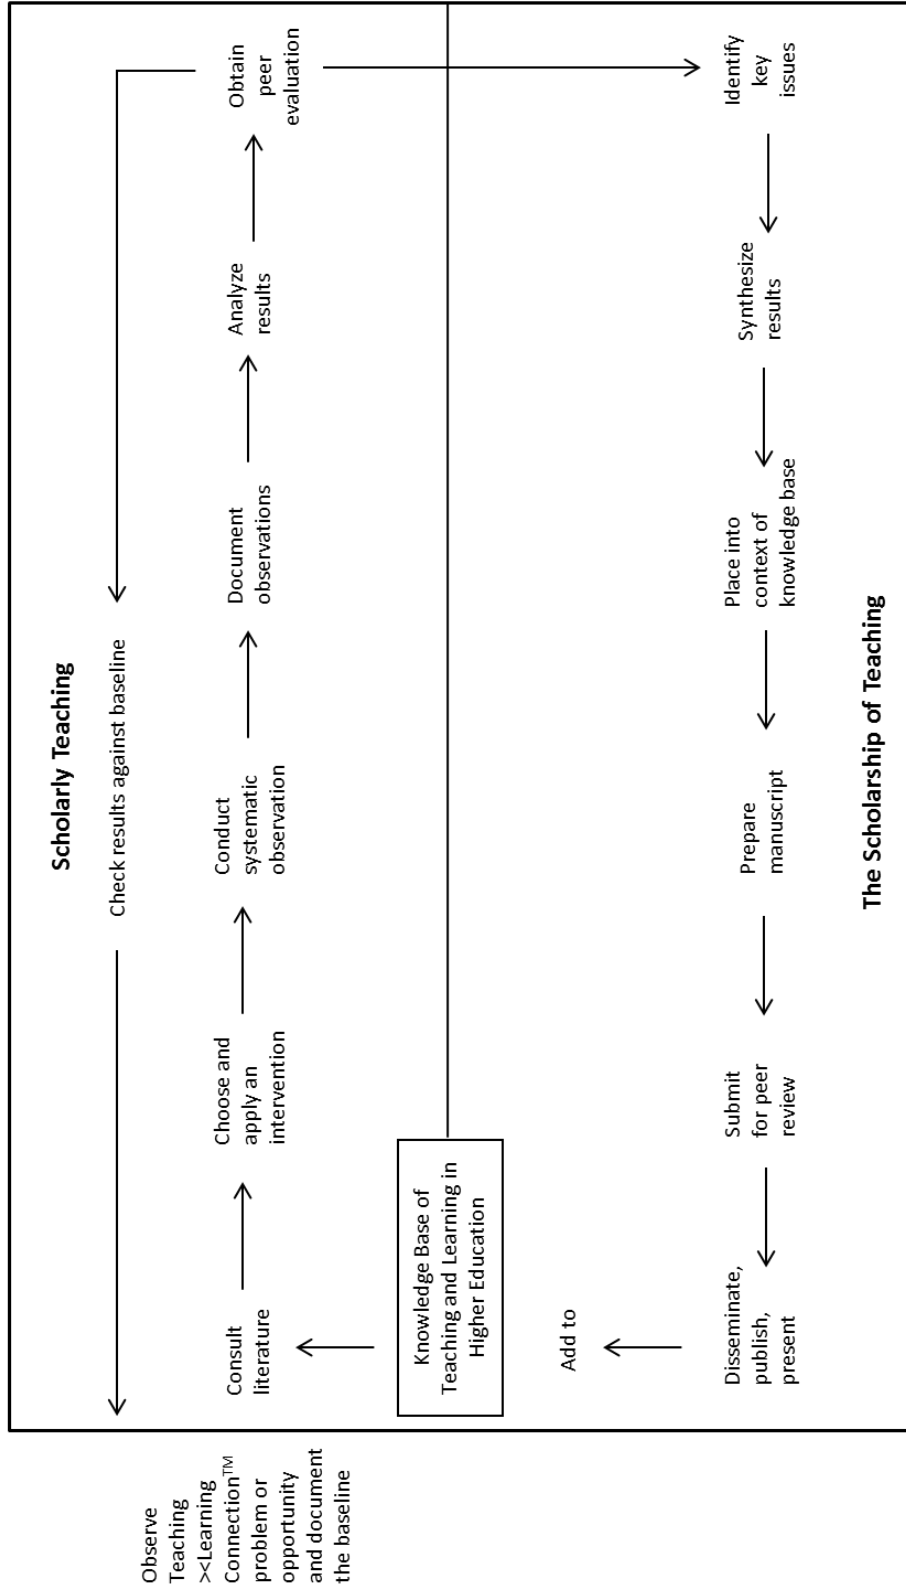 Scholarly Teaching
Check results against baseline
Observe
Teaching
><Learning
Connection™
problem or
opportunity
and document
the baseline
Consult
literature
Choose and
apply an
intervention
Conduct
systematic
observation
Document
observations
Analyze
results
Obtain
peer
evaluation
Knowledge Base of
Teaching and Learning in
Higher Education
Add to
Disseminate,
publish,
present
Submit
for peer
review
Prepare
manuscript
Place into
context of
knowledge base
Synthesize
results
Identify
key
issues
The Scholarship of Teaching